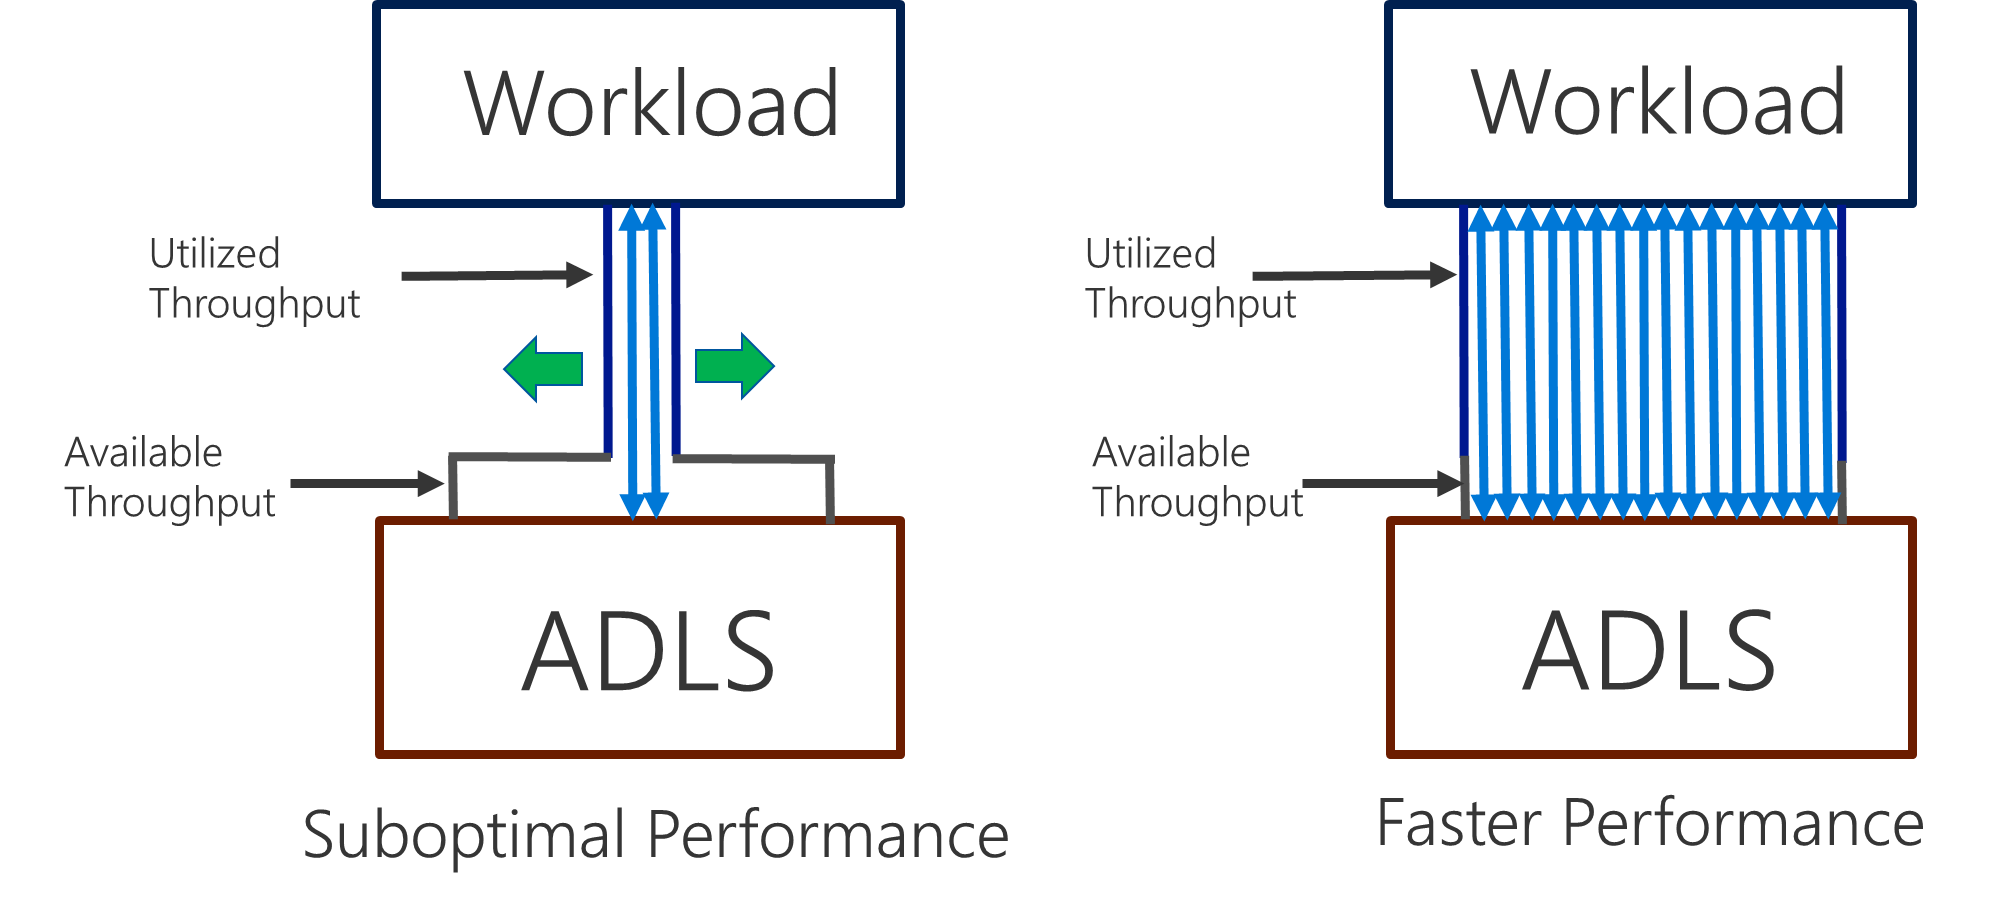 Workload
Utilized
Throughput
Available
Throughput
ADLS
Suboptimal Performance
Workload
Utilized
Throughput
Available
Throughput
ADLS
Faster Performance